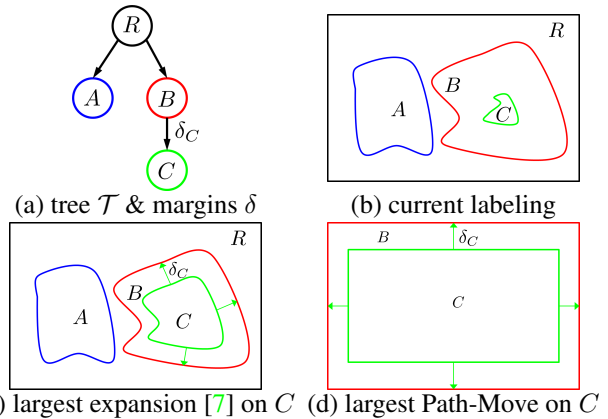 R
A
B
δ_C
C
(a) tree 𝒯 & margins δ
R
B
A
C
(b) current labeling
R
δ_C
B
A
C
) largest expansion [7] on C
B
δ_C
C
(d) largest Path-Move on C